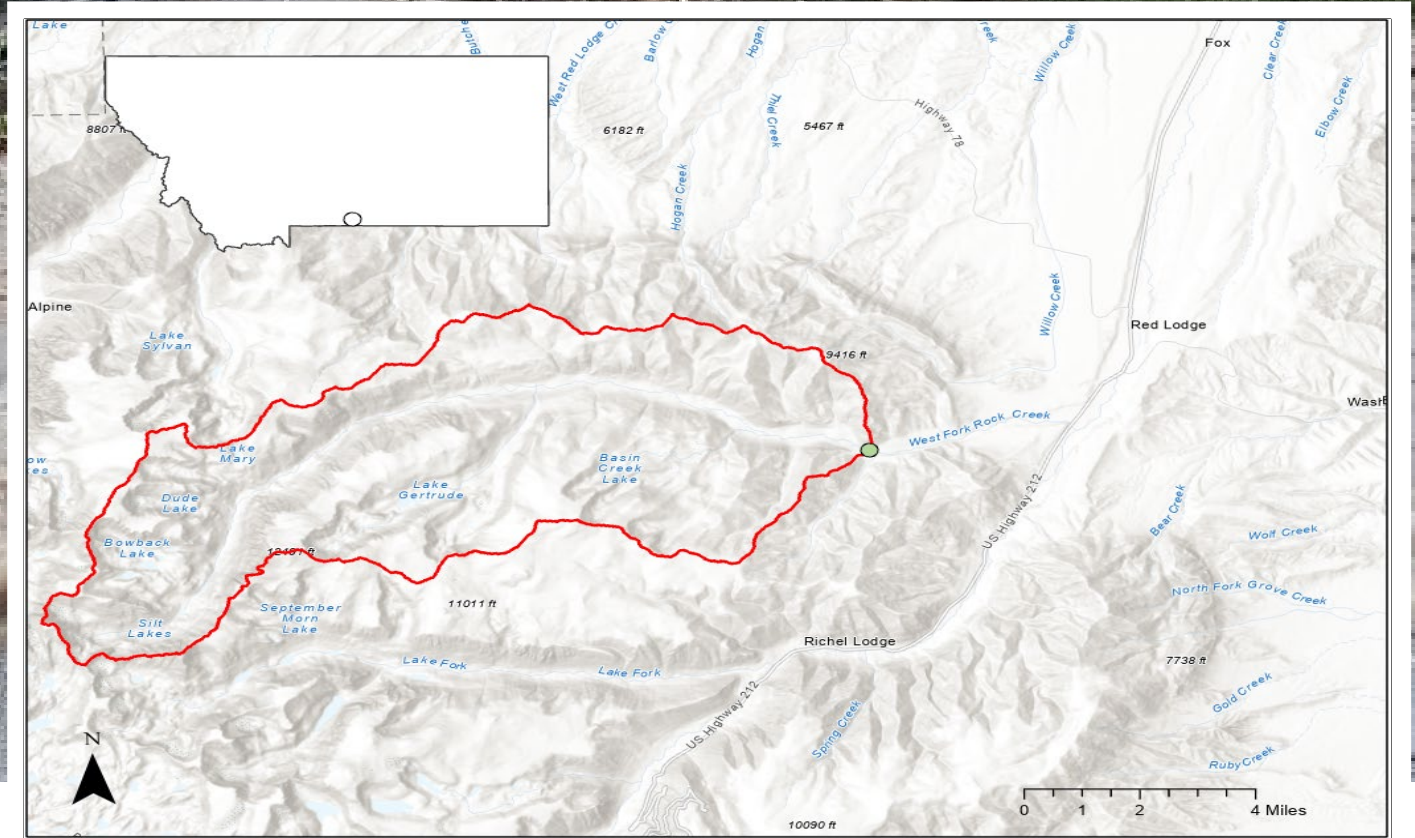 Lake
Butche
West Red Lodge Cr
Barlow C
Hogan
reek
Willow Creek
Fox
Clear Creek
Elbow Creek
8807 ft
6182 ft
Thiel Creek
5467 ft
Highway 78
Hogan Creek
Alpine
Willow Creek
Red Lodge
Lake
Sylvan
9416 ft
Wash
West Fork Rock Creek
Lake
Mary
Basin
Creek
Lake
Lake
Gertrude
Dude
Lake
Bowback
Lake
US Highway 212
Bear Creek
Wolf Creek
North Fork Grove Creek
September
Morn
Lake
11011 ft
Silt
Lakes
Richel Lodge
Lake Fork
Lake Fork
7738 ft
Gold Creek
US Highway 212
Spring Creek
Ruby Creek
N
0 1 2 4 Miles
10090 ft